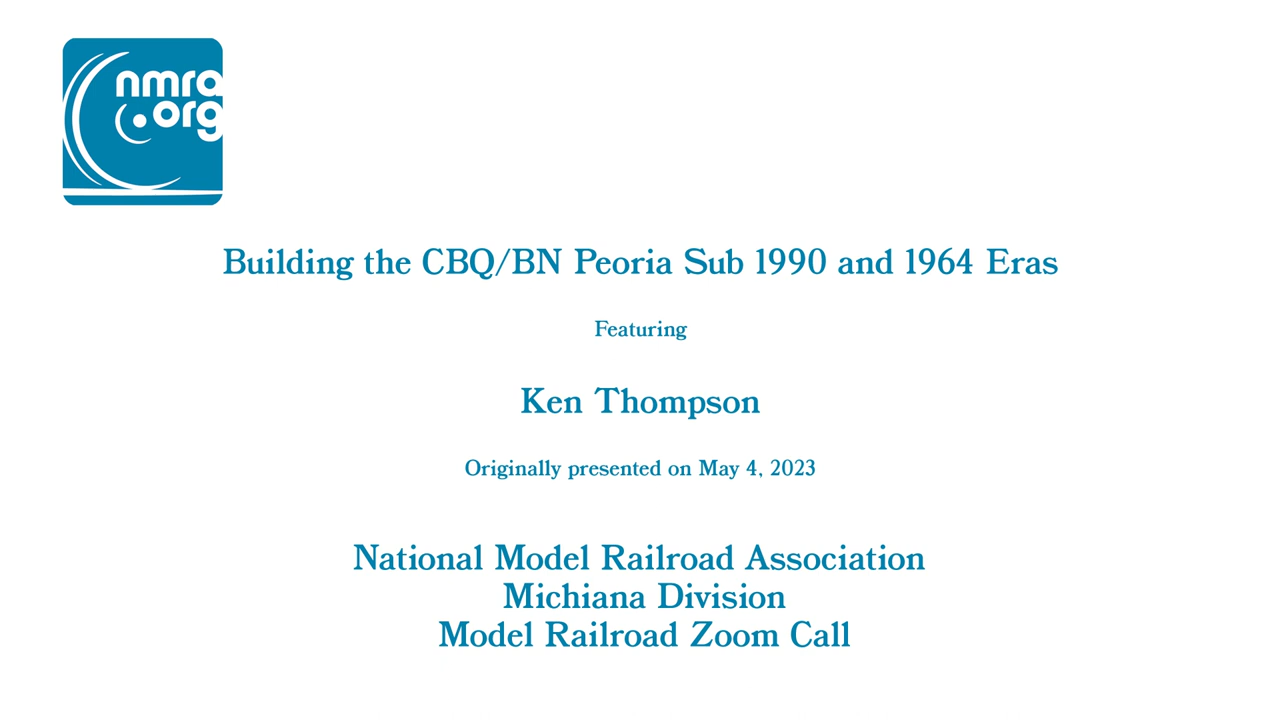 nmra
.org
Building the CBQ/BN Peoria Sub 1990 and 1964 Eras
Featuring
Ken Thompson
Originally presented on May 4, 2023
National Model Railroad Association
Michiana Division
Model Railroad Zoom Call